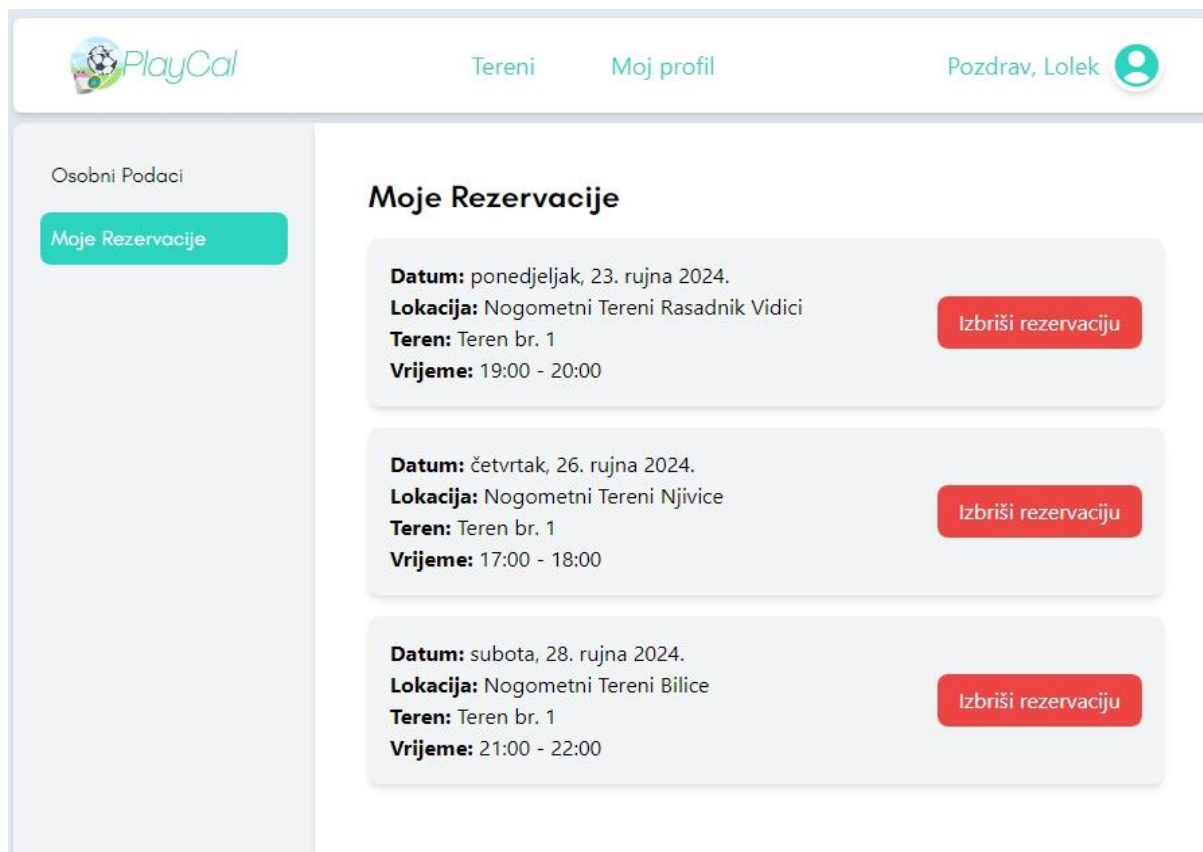 PlayCal
Tereni
Moj profil
Pozdrav, Lolek
Osobni Podaci
Moje Rezervacije
Moje Rezervacije
Datum: ponedjeljak, 23. rujna 2024.
Lokacija: Nogometni Tereni Rasadnik Vidici
Teren: Teren br. 1
Vrijeme: 19:00 - 20:00
Izbriši rezervaciju
Datum: četvrtak, 26. rujna 2024.
Lokacija: Nogometni Tereni Njivice
Teren: Teren br. 1
Vrijeme: 17:00 - 18:00
Izbriši rezervaciju
Datum: subota, 28. rujna 2024.
Lokacija: Nogometni Tereni Bilice
Teren: Teren br. 1
Vrijeme: 21:00 - 22:00
Izbriši rezervaciju